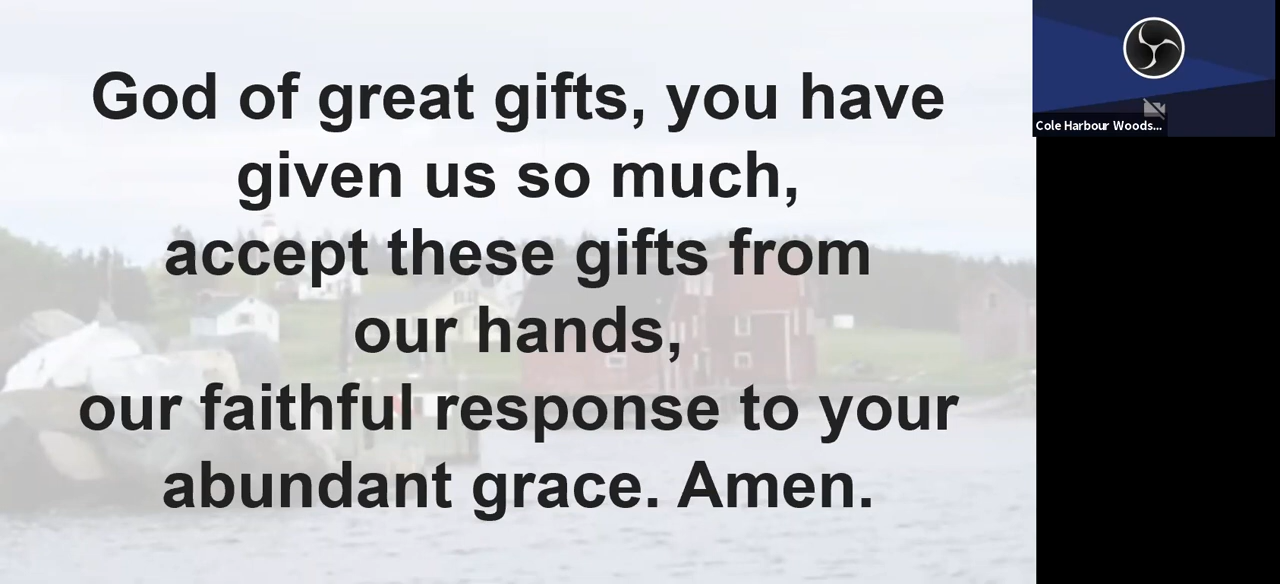 God of great gifts, you have
given us so much,
accept these gifts from
our hands,
our faithful response to your
abundant grace. Amen.
Cole Harbour Woods...